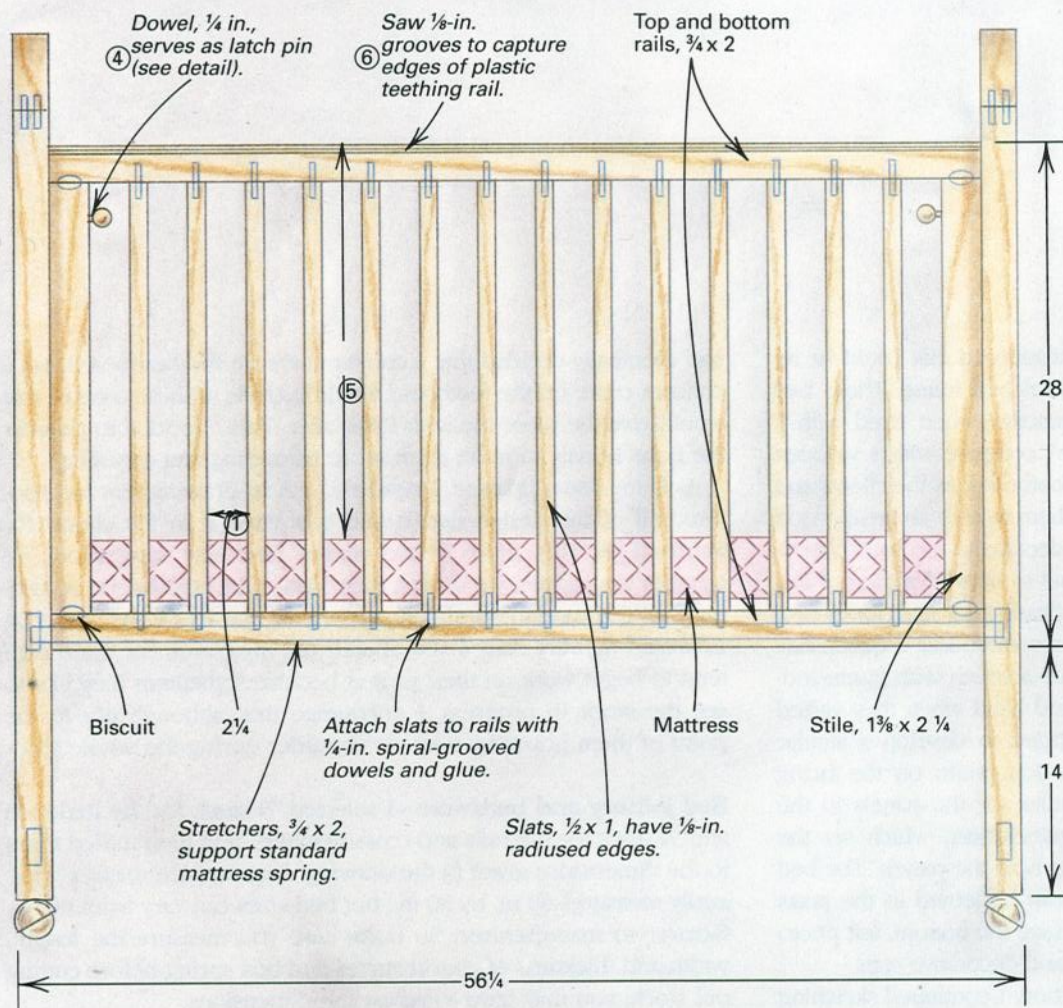 Dowel, ¼ in.,
serves as latch pin
④ (see detail).
Saw ⅛-in.
grooves to capture
⑥ edges of plastic
teething rail.
Top and bottom
rails, ¾ x 2
28
⑤
①
Biscuit
2¼
Attach slats to rails with
¼-in. spiral-grooved
dowels and glue.
Mattress
Stile, 1⅜ x 2 ¼
14
Stretchers, ¾ x 2,
support standard
mattress spring.
Slats, ½ x 1, have ⅛-in.
radiused edges.
56¼